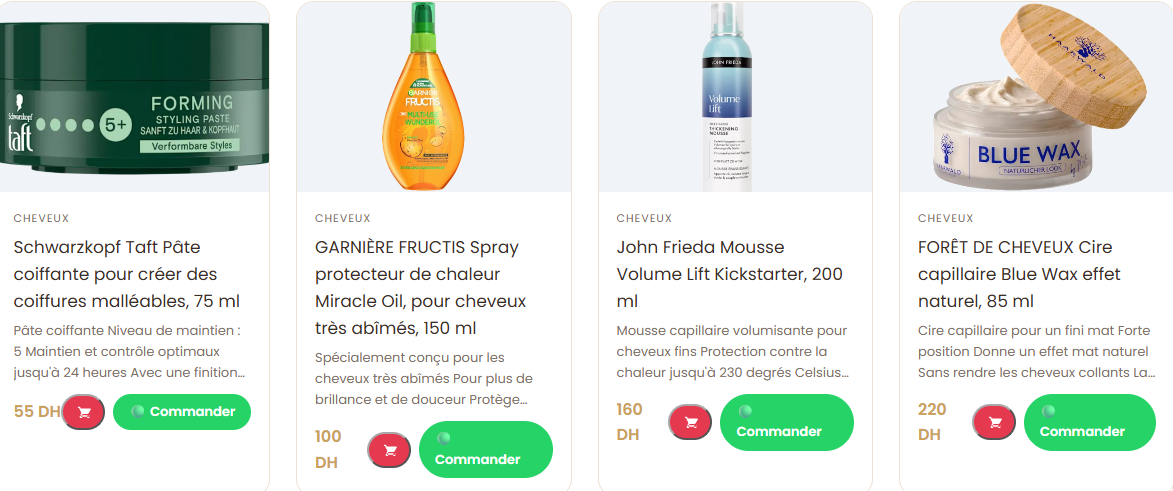 Schwarzkopf
taft
5+
FORMING
STYLING PASTE
SANFT ZU HAAR & KOPFHAUT
Verformbare Styles
CHEVEUX
Schwarzkopf Taft Pâte
coiffante pour créer des
coiffures malléables, 75 ml
Pâte coiffante Niveau de maintien :
5 Maintien et contrôle optimaux
jusqu'à 24 heures Avec une finition...
55 DH
Commander
GARNIER
FRUCTIS
CHEVEUX
GARNIÈRE FRUCTIS Spray
protecteur de chaleur
Miracle Oil, pour cheveux
très abîmés, 150 ml
Spécialement conçu pour les
cheveux très abîmés Pour plus de
brillance et de douceur Protège...
100
DH
Commander
JOHN FRIEDA
Volume
Lift
THICKENING
MOUSSE
CHEVEUX
John Frieda Mousse
Volume Lift Kickstarter, 200
ml
Mousse capillaire volumisante pour
cheveux fins Protection contre la
chaleur jusqu'à 230 degrés Celsius...
160
DH
Commander
HAARWALD
BLUE WAX
NATÜRLICHER LOOK
CHEVEUX
FORÊT DE CHEVEUX Cire
capillaire Blue Wax effet
naturel, 85 ml
Cire capillaire pour un fini mat Forte
position Donne un effet mat naturel
Sans rendre les cheveux collants La...
220
DH
Commander